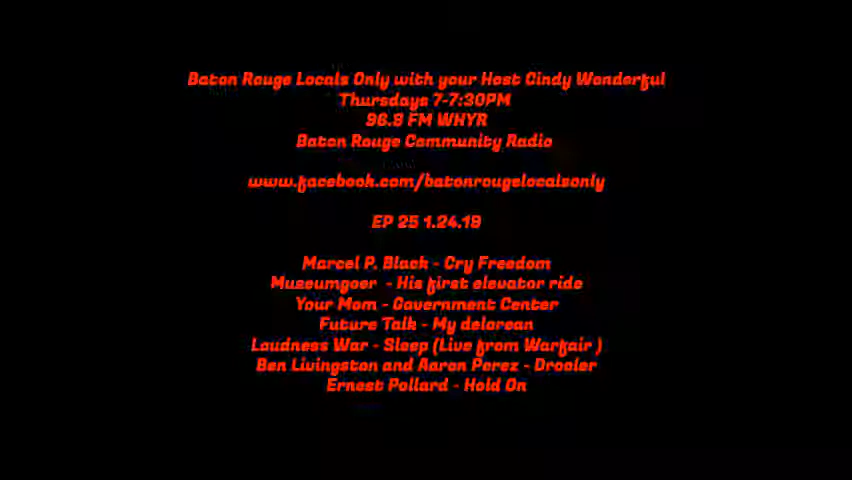 Baton Rouge Locals Only with your Host Cindy Wonderful
Thursdays 7-7:30PM
96.9 FM WHYR
Baton Rouge Community Radio
www.facebook.com/batonrougelocalsonly
EP 25 1.24.19
Marcel P. Black - Cry Freedom
Museumgoer - His first elevator ride
Your Mom - Government Center
Future Talk - My delorean
Loudness War - Sleep (Live from Warfair )
Ben Livingston and Aaron Perez - Drooler
Ernest Pollard - Hold On